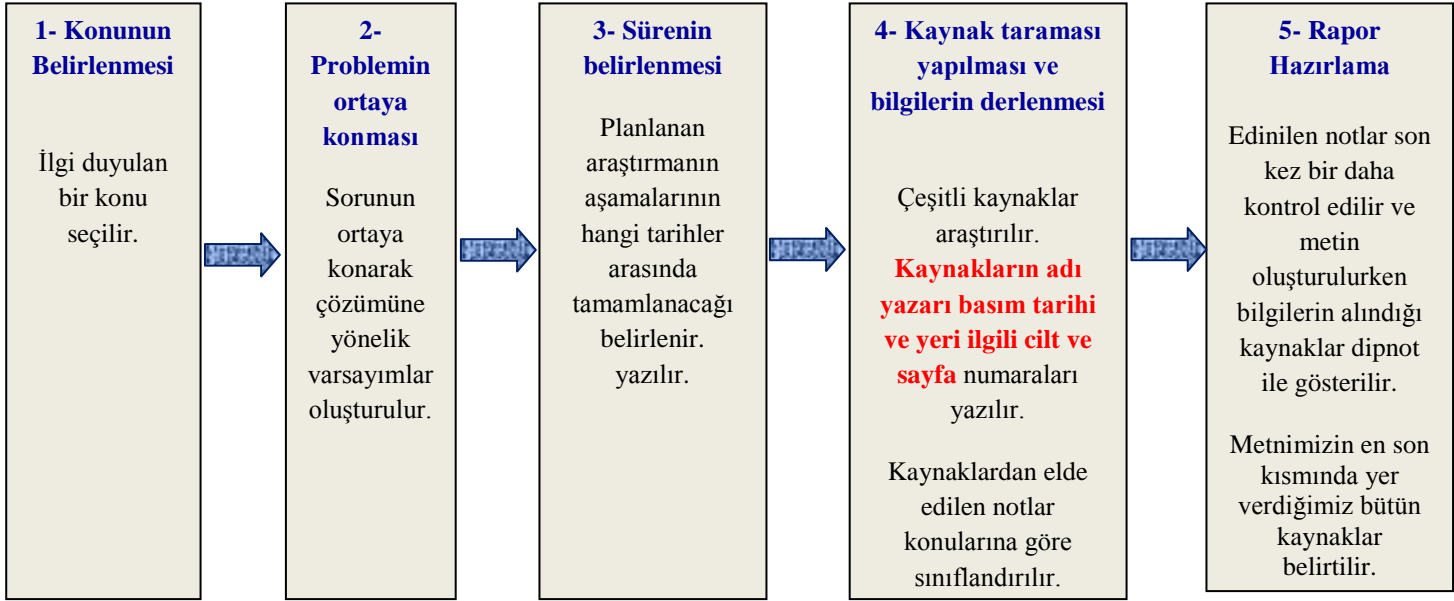 1- Konunun
Belirlenmesi
İlgi duyulan
bir konu
seçilir.
2-
Problemin
ortaya
konması
Sorunun
ortaya
konarak
çözümüne
yönelik
varsayımlar
oluşturulur.
3- Sürenin
belirlenmesi
Planlanan
araştırmanın
aşamalarının
hangi tarihler
arasında
tamamlanacağı
belirlenir.
yazılır.
4- Kaynak taraması
yapılması ve
bilgilerin derlenmesi
Çeşitli kaynaklar
araştırılır.
Kaynakların adı
yazarı basım tarihi
ve yeri ilgili cilt ve
sayfa numaraları
yazılır.
Kaynaklardan elde
edilen notlar
konularına göre
sınıflandırılır.
5- Rapor
Hazırlama
Edinilen notlar son
kez bir daha
kontrol edilir ve
metin
oluşturulurken
bilgilerin alındığı
kaynaklar dipnot
ile gösterilir.
Metnimizin en son
kısmında yer
verdiğimiz bütün
kaynaklar
belirtilir.